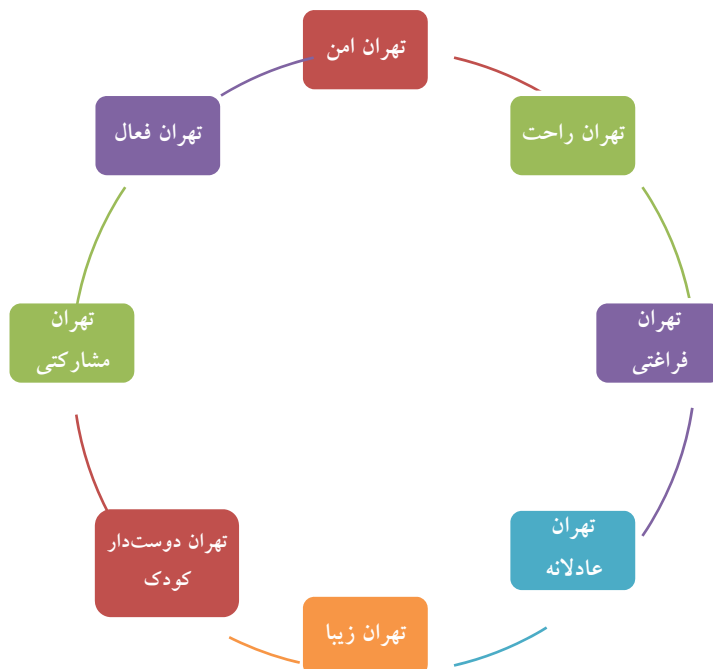 تهران امن
تهران راحت
تهران
فراغتی
تهران
عادلانه
تهران زیبا
تهران دوست‌دار
کودک
تهران
مشارکتی
تهران فعال